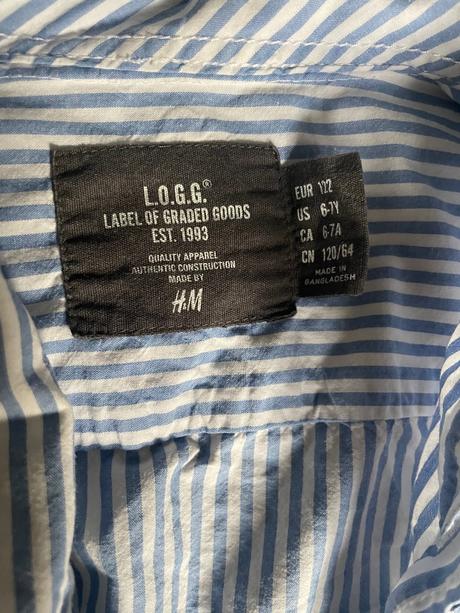 L.O.G.G.®
LABEL OF GRADED GOODS
EST. 1993
QUALITY APPAREL
AUTHENTIC CONSTRUCTION
MADE BY
H&M
EUR 122
US 6-7Y
CA 6-7A
CN 120/64
MADE IN
BANGLADESH